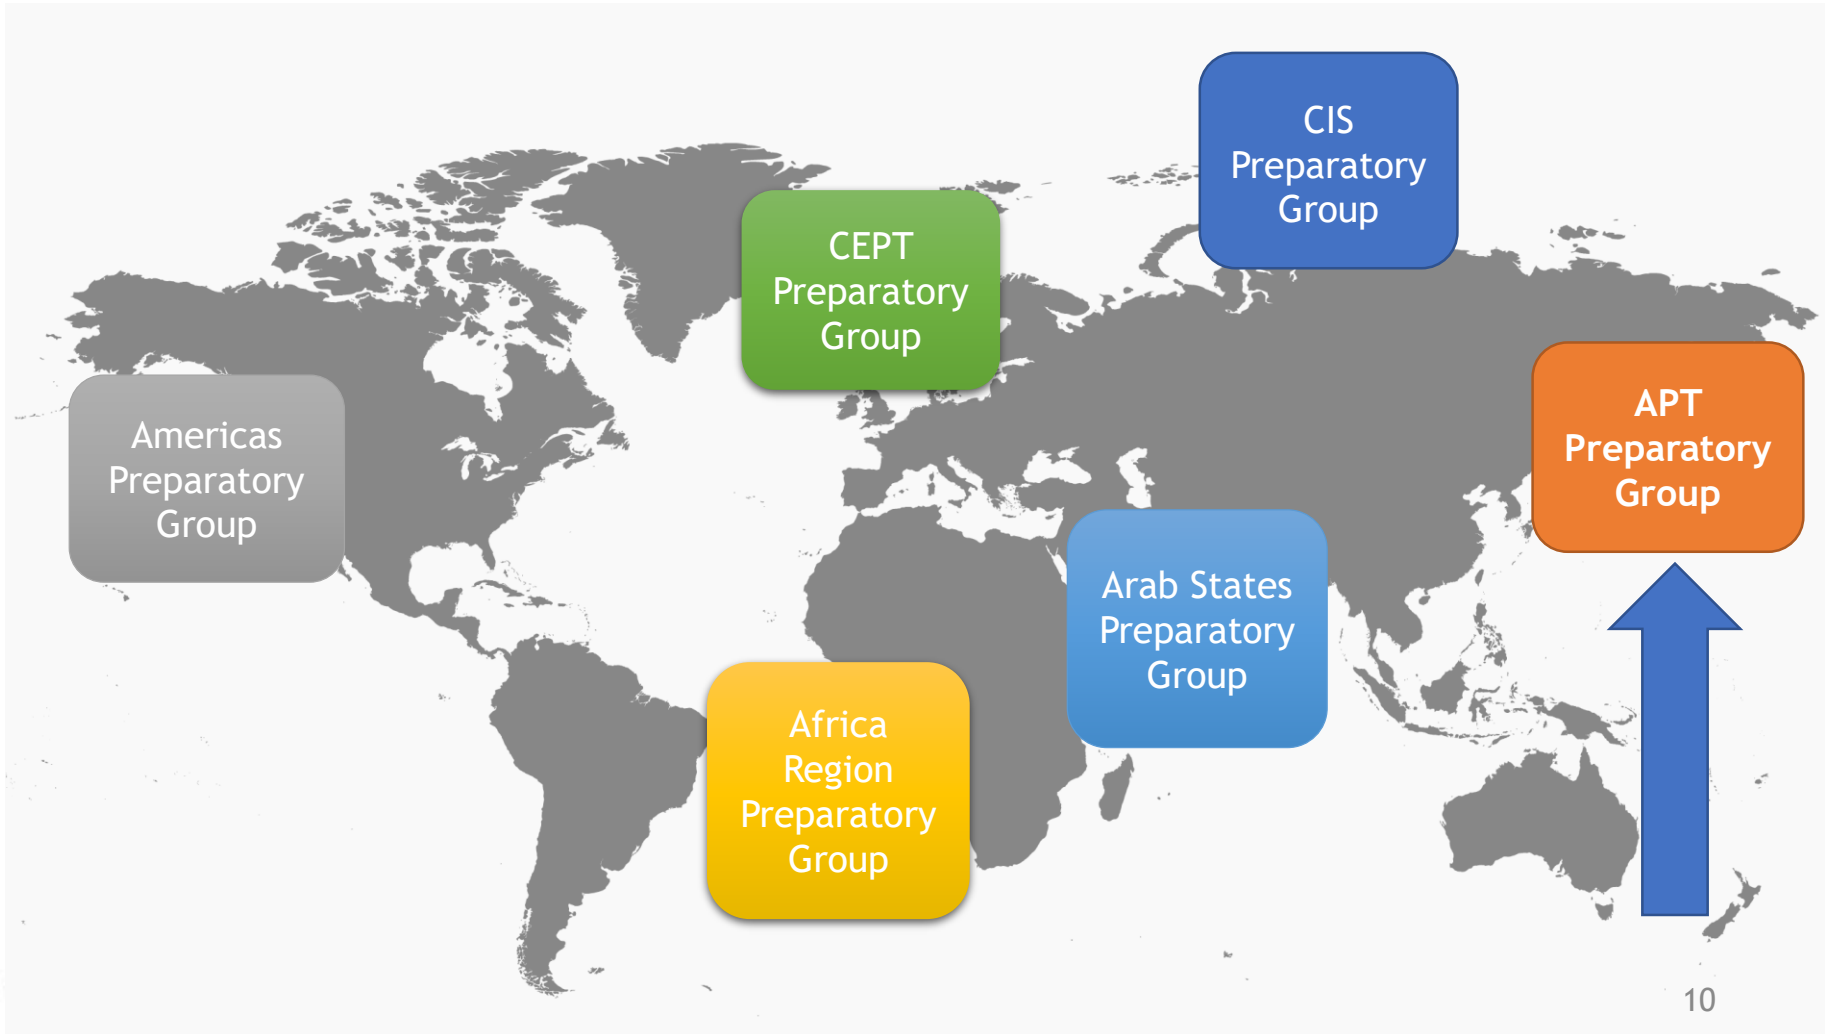 CIS
Preparatory
Group
CEPT
Preparatory
Group
APT
Preparatory
Group
Americas
Preparatory
Group
Arab States
Preparatory
Group
Africa
Region
Preparatory
Group
10